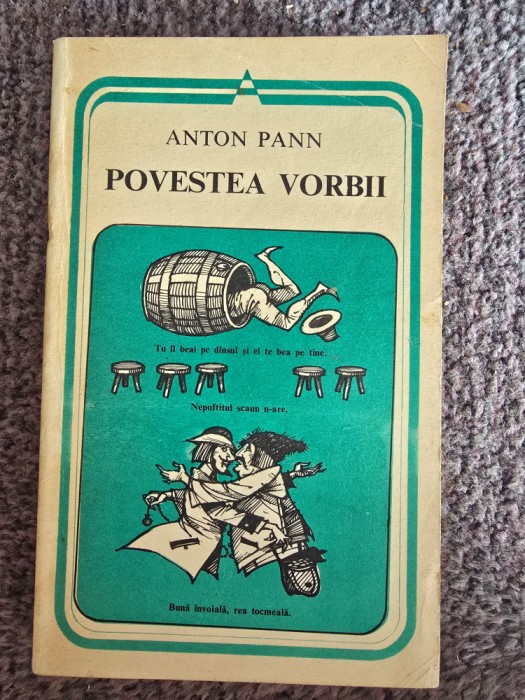 ANTON PANN
POVESTEA VORBII
Tu îl beai pe dînsul și el te bea pe tine.
Nepoftitul scaun n-are.
Bună învoială, rea tocmeală.